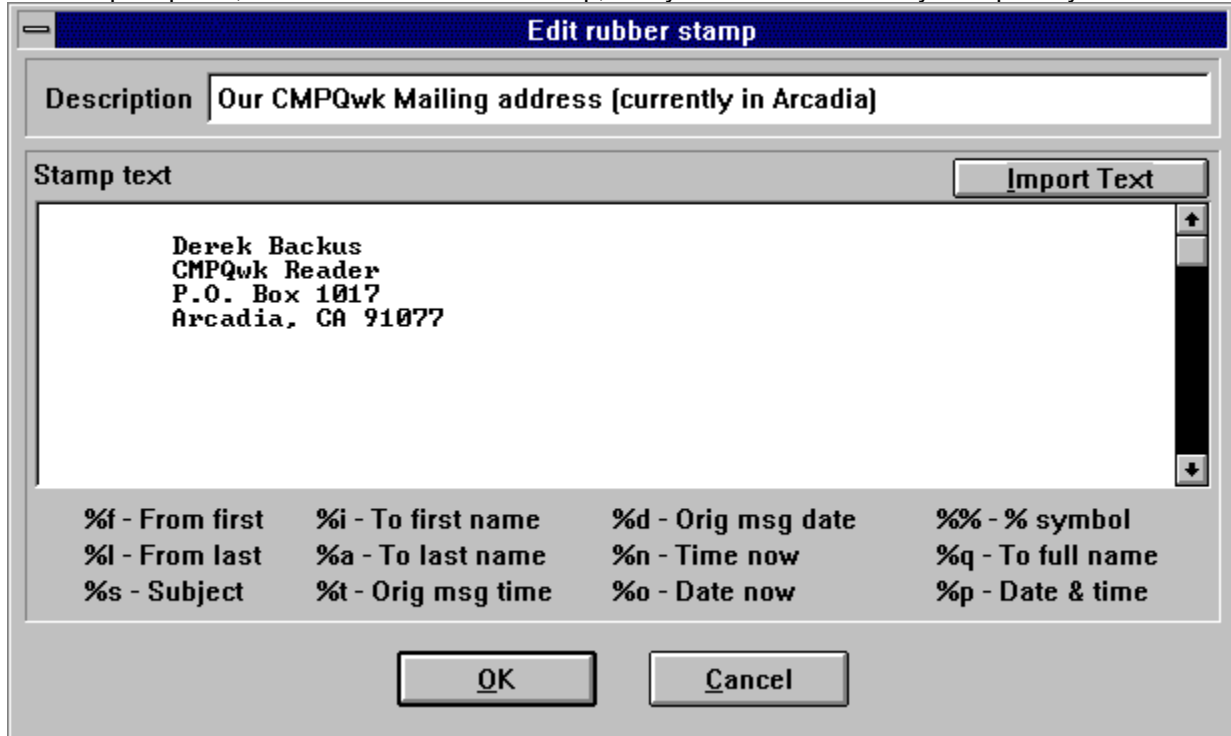 Edit rubber stamp
Description Our CMPQwk Mailing address (currently in Arcadia)
Stamp text Import Text
Derek Backus
CMPQwk Reader
P.O. Box 1017
Arcadia, CA 91077
%f - From first %i - To first name %d - Orig msg date %% - % symbol
%l - From last %a - To last name %n - Time now %q - To full name
%s - Subject %t - Orig msg time %o - Date now %p - Date & time
OK Cancel